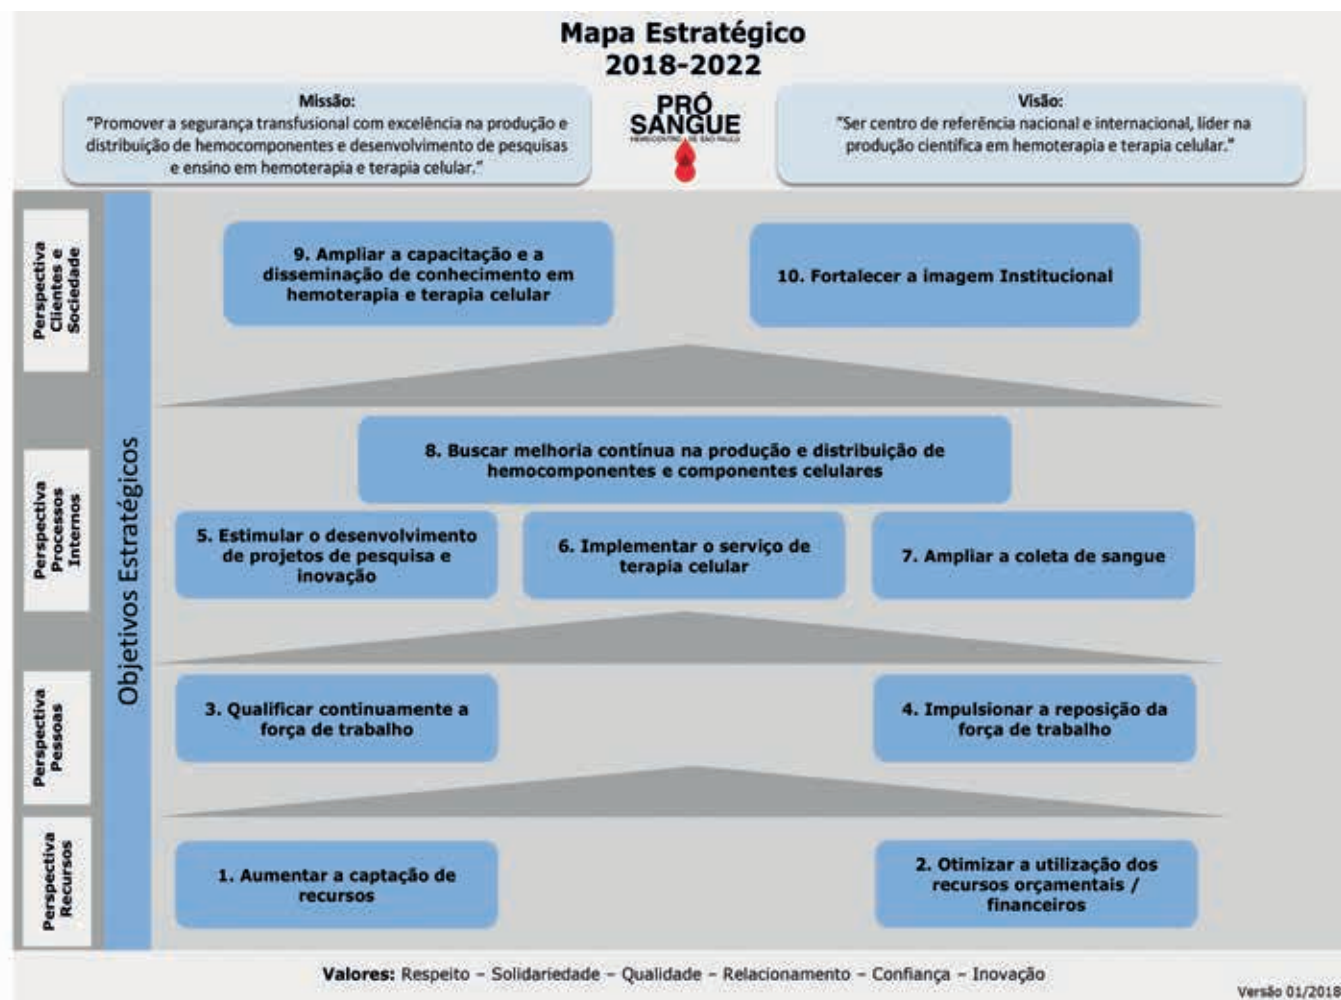 Mapa Estratégico
2018-2022
Missão:
"Promover a segurança transfusional com excelência na produção e
distribuição de hemocomponentes e desenvolvimento de pesquisas
e ensino em hemoterapia e terapia celular."
PRÓ
SANGUE
HEMOCENTRO DE SÃO PAULO
Visão:
"Ser centro de referência nacional e internacional, líder na
produção científica em hemoterapia e terapia celular."
Objetivos Estratégicos
Perspectiva
Clientes e
Sociedade
9. Ampliar a capacitação e a
disseminação de conhecimento em
hemoterapia e terapia celular
10. Fortalecer a imagem Institucional
Perspectiva
Processos
Internos
8. Buscar melhoria contínua na produção e distribuição de
hemocomponentes e componentes celulares
5. Estimular o desenvolvimento
de projetos de pesquisa e
inovação
6. Implementar o serviço de
terapia celular
7. Ampliar a coleta de sangue
Perspectiva
Pessoas
3. Qualificar continuamente a
força de trabalho
4. Impulsionar a reposição da
força de trabalho
Perspectiva
Recursos
1. Aumentar a captação de
recursos
2. Otimizar a utilização dos
recursos orçamentais /
financeiros
Valores: Respeito – Solidariedade – Qualidade – Relacionamento – Confiança – Inovação
Versão 01/2018